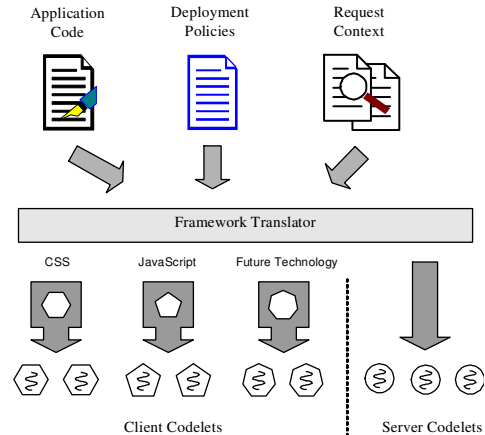 Application
Code
Deployment
Policies
Request
Context
Framework Translator
CSS
JavaScript
Future Technology
Client Codelets
Server Codelets